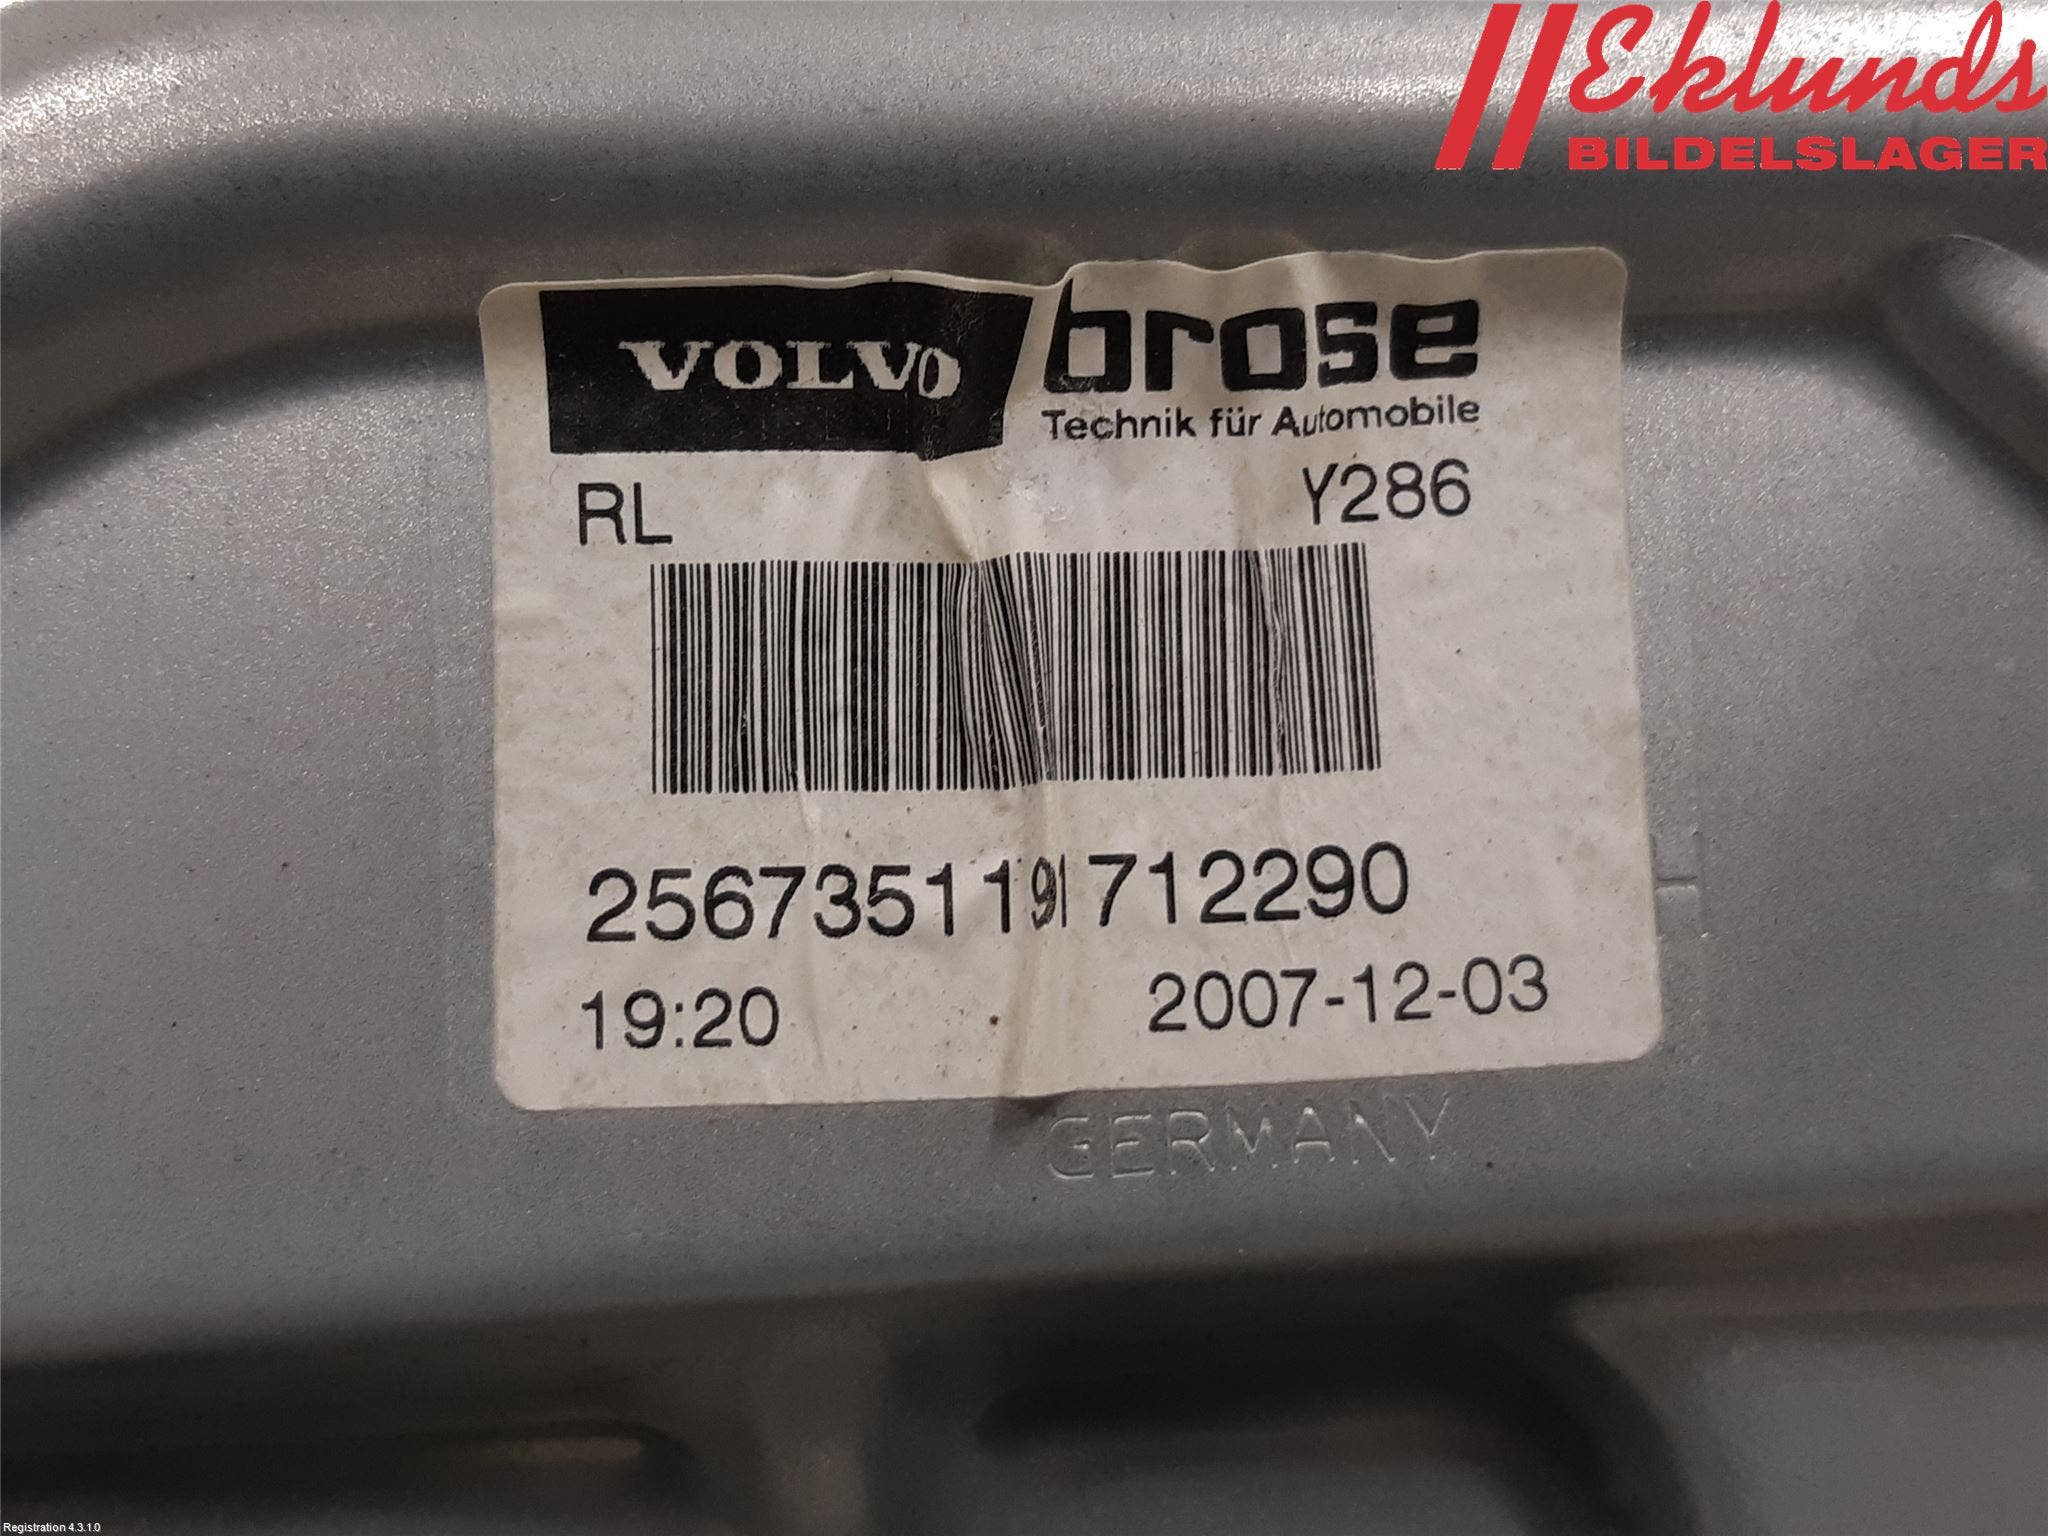 Eklunds
BILDELSLAGER
VOLVO brose
Technik für Automobile
RL Y286
19:20 2007-12-03
GERMANY
Registration 4.3.1.0